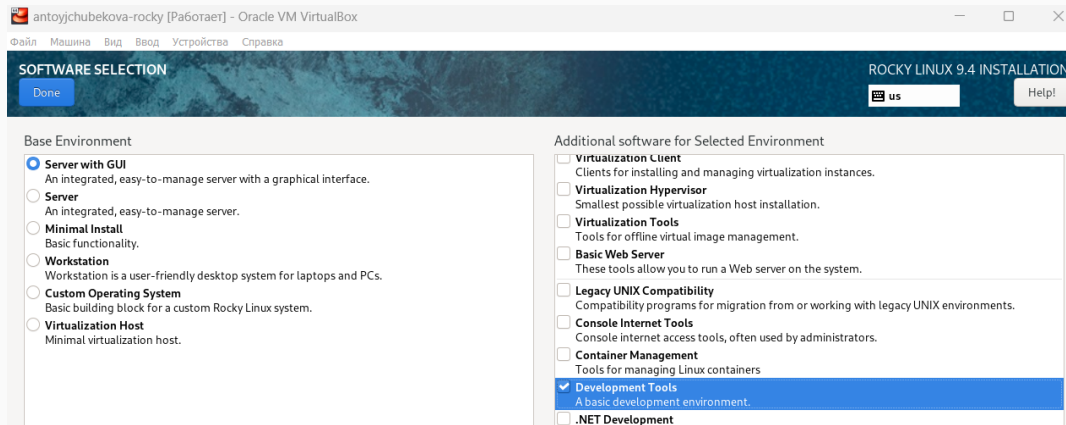 antoyjchubekova-rocky [Работает] - Oracle VM VirtualBox
Файл Машина Вид Ввод Устройства Справка
SOFTWARE SELECTION
ROCKY LINUX 9.4 INSTALLATION
Done
us
Help!
Base Environment
Server with GUI
An integrated, easy-to-manage server with a graphical interface.
Server
An integrated, easy-to-manage server.
Minimal Install
Basic functionality.
Workstation
Workstation is a user-friendly desktop system for laptops and PCs.
Custom Operating System
Basic building block for a custom Rocky Linux system.
Virtualization Host
Minimal virtualization host.
Additional software for Selected Environment
Virtualization Client
Clients for installing and managing virtualization instances.
Virtualization Hypervisor
Smallest possible virtualization host installation.
Virtualization Tools
Tools for offline virtual image management.
Basic Web Server
These tools allow you to run a Web server on the system.
Legacy UNIX Compatibility
Compatibility programs for migration from or working with legacy UNIX environments.
Console Internet Tools
Console internet access tools, often used by administrators.
Container Management
Tools for managing Linux containers
Development Tools
A basic development environment.
.NET Development